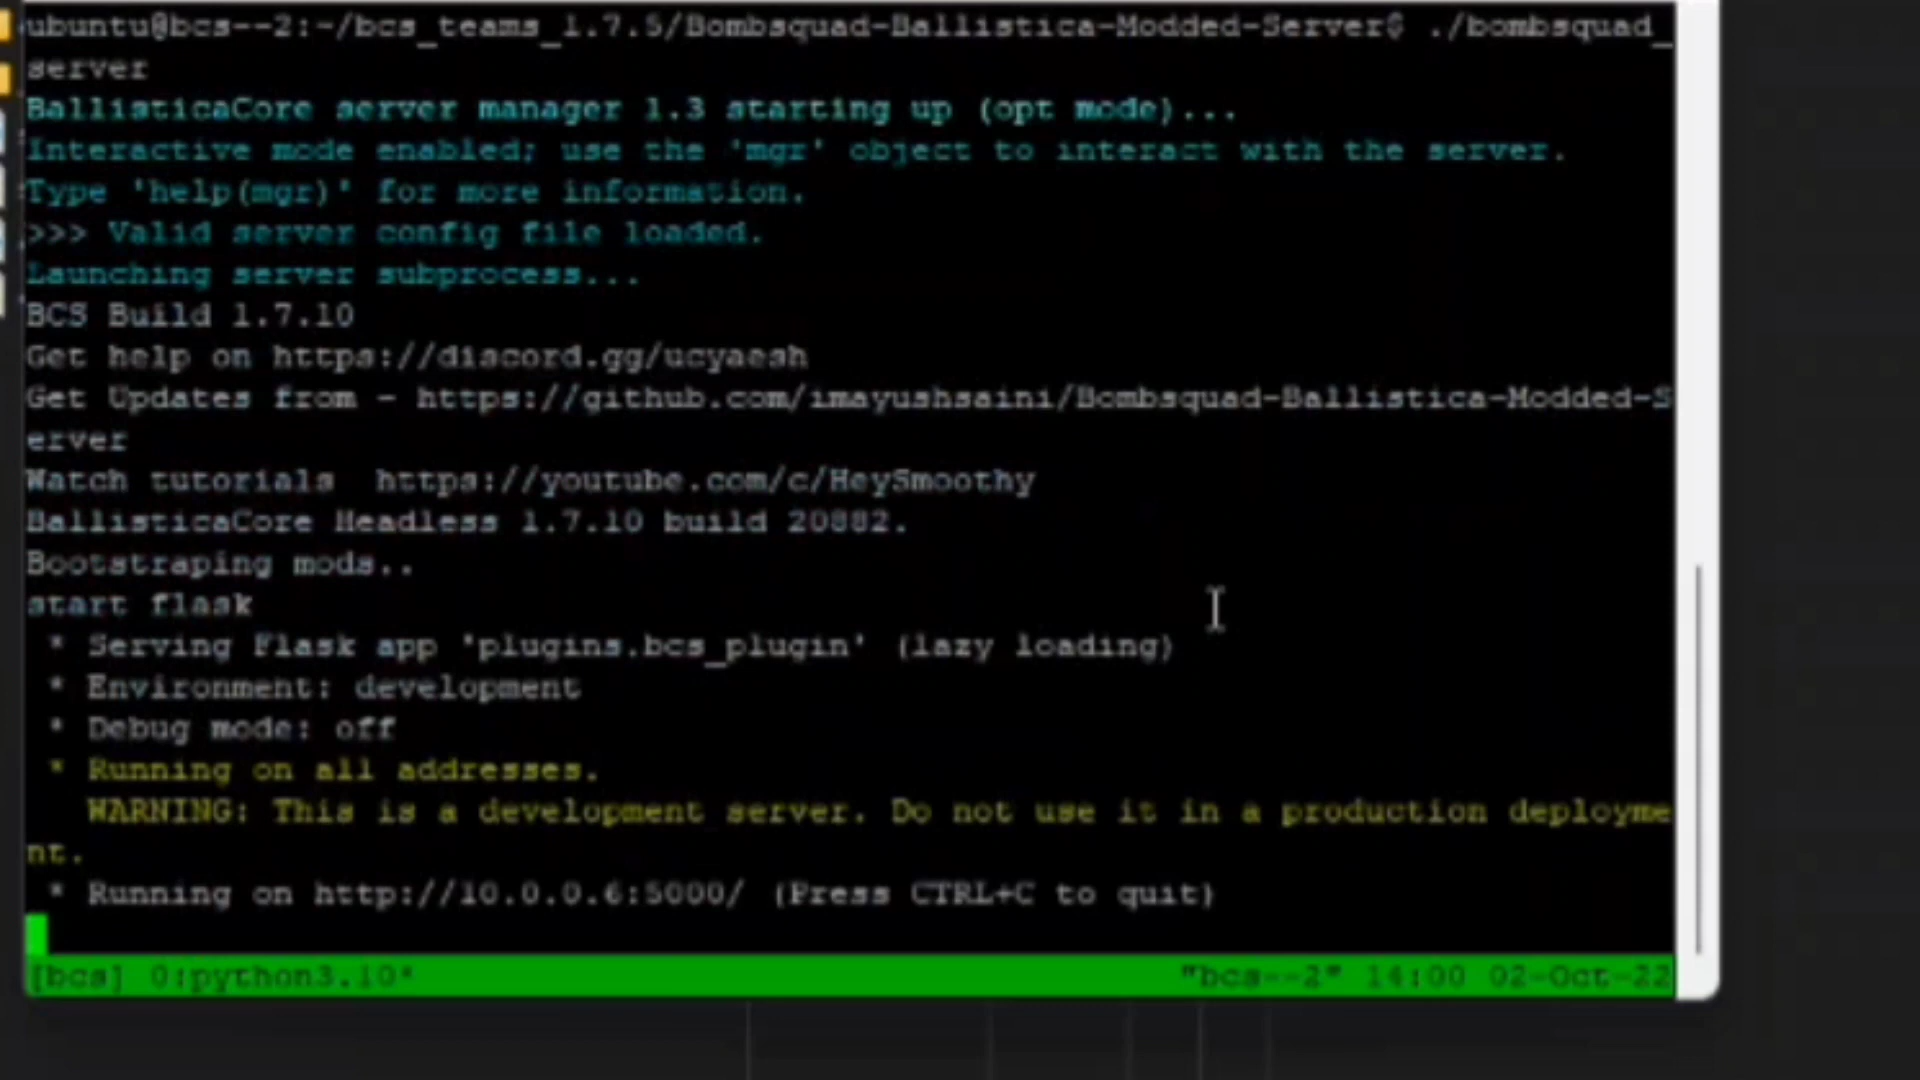 ubuntu@bcs--2:~/bcs_teams_1.7.5/Bombsquad-Ballistica-Modded-Server$ ./bombsquad_
server
BallisticaCore server manager 1.3 starting up (opt mode)...
Interactive mode enabled; use the 'mgr' object to interact with the server.
Type 'help(mgr)' for more information.
>>> Valid server config file loaded.
Launching server subprocess...
BCS Build 1.7.10
Get help on https://discord.gg/ucyaesh
Get Updates from - https://github.com/imayushsaini/Bombsquad-Ballistica-Modded-S
erver
Watch tutorials  https://youtube.com/c/HeySmoothy
BallisticaCore Headless 1.7.10 build 20882.
Bootstraping mods..
start flask
 * Serving Flask app 'plugins.bcs_plugin' (lazy loading)
 * Environment: development
 * Debug mode: off
 * Running on all addresses.
   WARNING: This is a development server. Do not use it in a production deployme
nt.
 * Running on http://10.0.0.6:5000/ (Press CTRL+C to quit)
[bcs] 0:python3.10* "bcs--2" 14:00 02-Oct-22